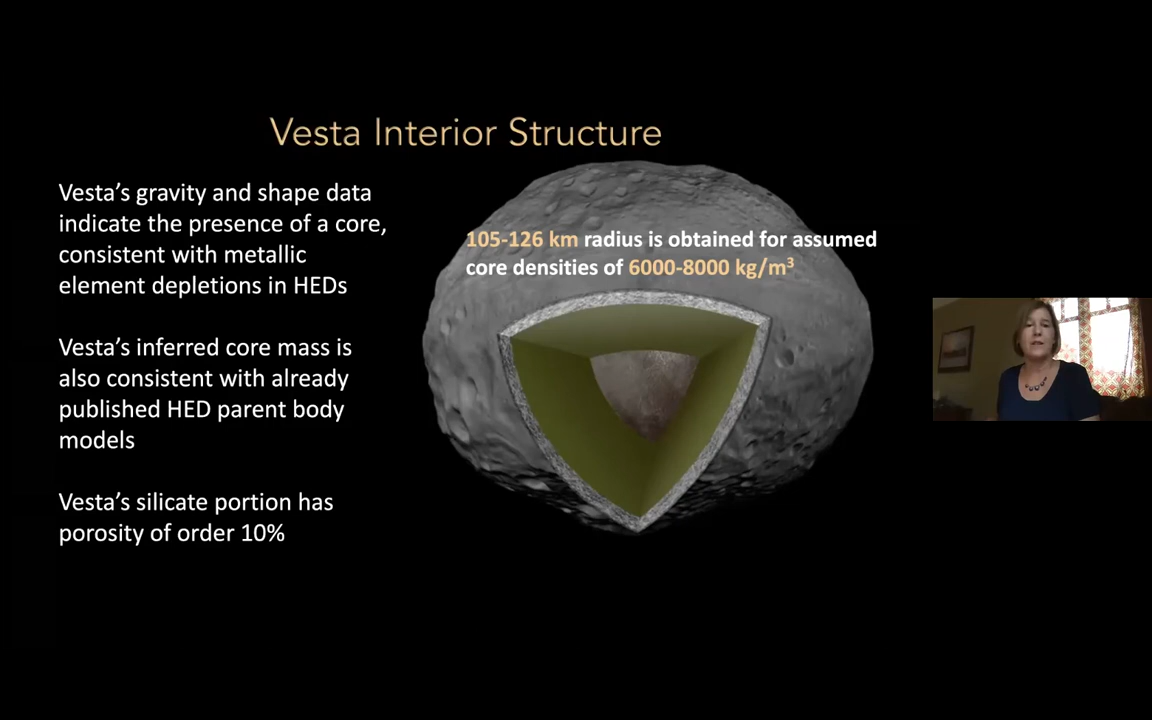 Vesta Interior Structure
Vesta’s gravity and shape data
indicate the presence of a core,
consistent with metallic
element depletions in HEDs
Vesta’s inferred core mass is
also consistent with already
published HED parent body
models
Vesta’s silicate portion has
porosity of order 10%
105-126 km radius is obtained for assumed
core densities of 6000-8000 kg/m³